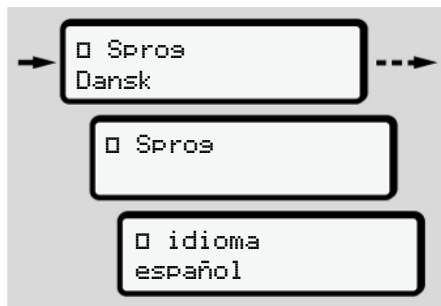 □ Sprog
Dansk
□ Sprog
□ idioma
español